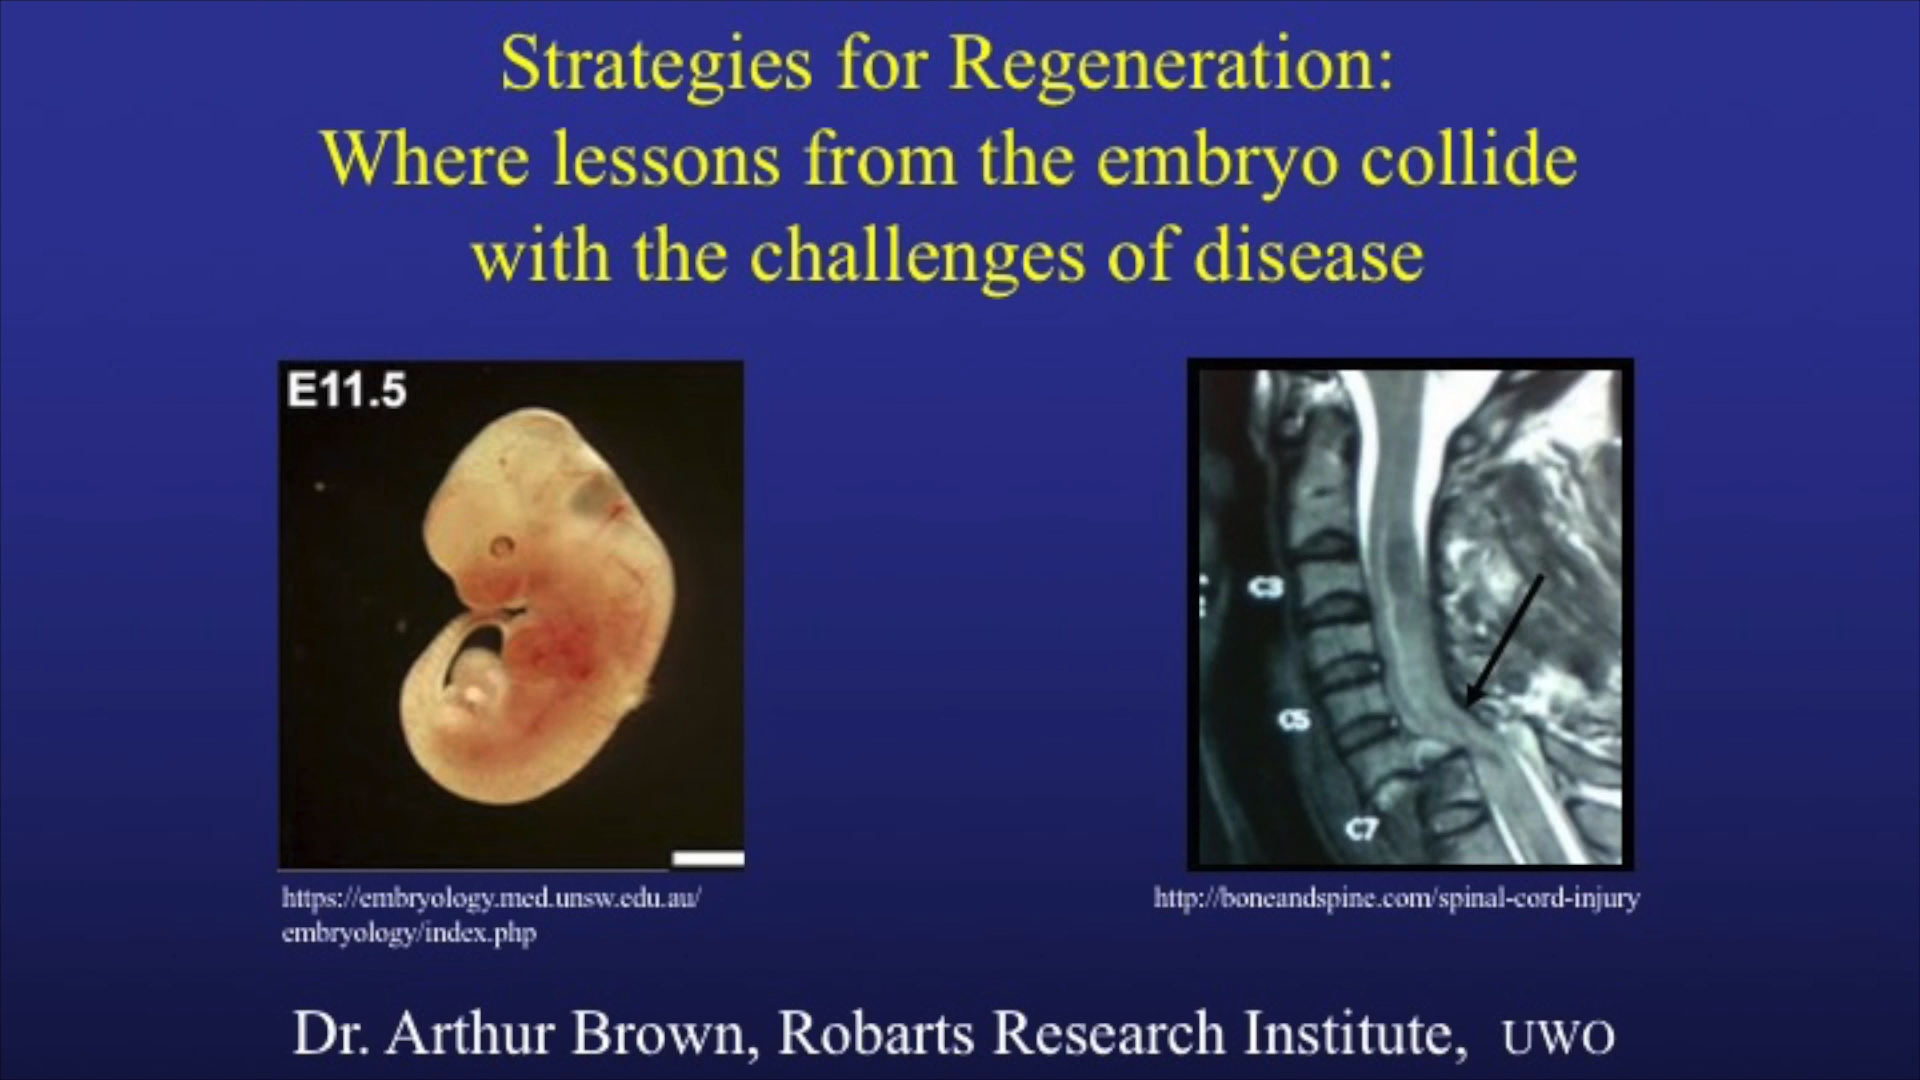 Strategies for Regeneration:
Where lessons from the embryo collide
with the challenges of disease
E11.5
C3
C5
C7
https://embryology.med.unsw.edu.au/
embryology/index.php
http://boneandspine.com/spinal-cord-injury
Dr. Arthur Brown, Robarts Research Institute, UWO